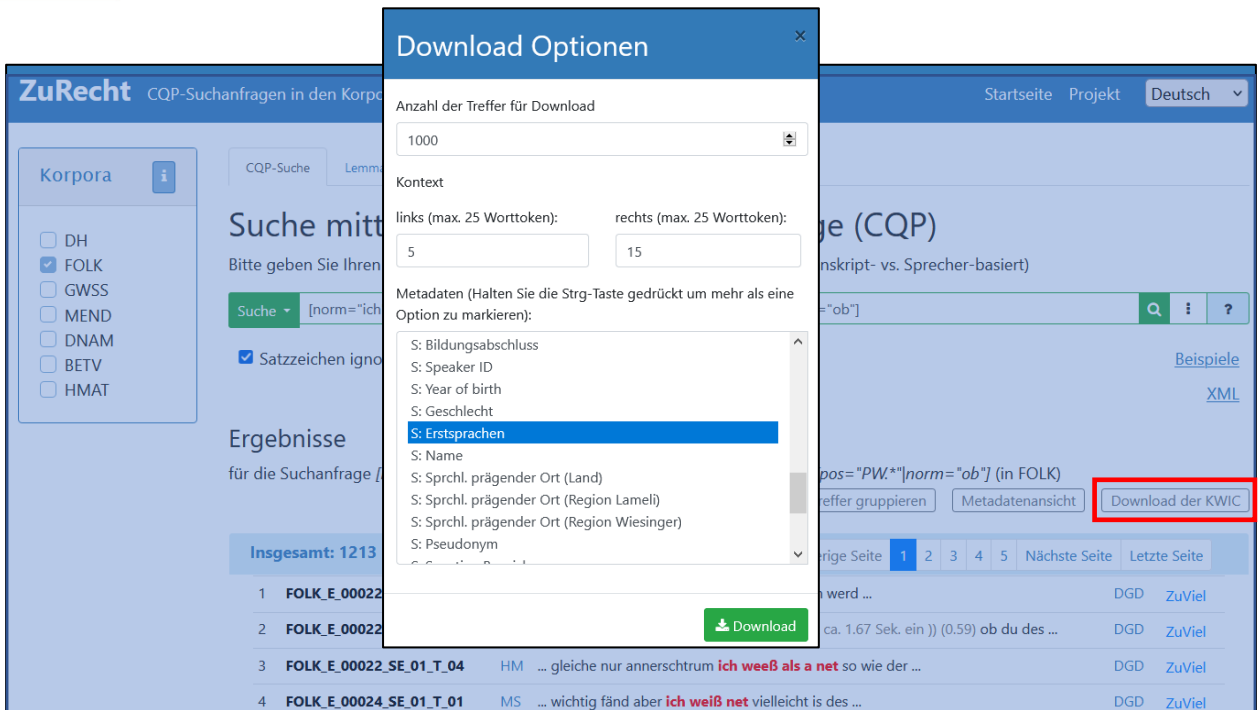 Download Optionen ×
Anzahl der Treffer für Download
1000
Kontext
links (max. 25 Worttoken): rechts (max. 25 Worttoken):
5 15
Metadaten (Halten Sie die Strg-Taste gedrückt um mehr als eine
Option zu markieren):
S: Bildungsabschluss
S: Speaker ID
S: Year of birth
S: Geschlecht
S: Erstsprachen
S: Name
S: Sprchl. prägender Ort (Land)
S: Sprchl. prägender Ort (Region Lameli)
S: Sprchl. prägender Ort (Region Wiesinger)
S: Pseudonym
Download
ZuRecht CQP-Suchanfragen in den Korpo Startseite Projekt Deutsch
Korpora i
DH
FOLK
GWSS
MEND
DNAM
BETV
HMAT
CQP-Suche Lemma
Suche mitt ge (CQP)
Bitte geben Sie Ihren nskript- vs. Sprecher-basiert)
Suche [norm="ich ="ob"] ?
Satzzeichen igno Beispiele
XML
Ergebnisse
für die Suchanfrage pos="PW.*"|norm="ob"] (in FOLK)
reffer gruppieren Metadatenansicht Download der KWIC
Insgesamt: 1213 erige Seite 1 2 3 4 5 Nächste Seite Letzte Seite
1 FOLK_E_00022 werd ... DGD ZuViel
2 FOLK_E_00022 ca. 1.67 Sek. ein )) (0.59) ob du des ... DGD ZuViel
3 FOLK_E_00022_SE_01_T_04 HM ... gleiche nur annerschtrum ich weeß als a net so wie der ... DGD ZuViel
4 FOLK_E_00024_SE_01_T_01 MS ... wichtig fänd aber ich weiß net vielleicht is des ... DGD ZuViel